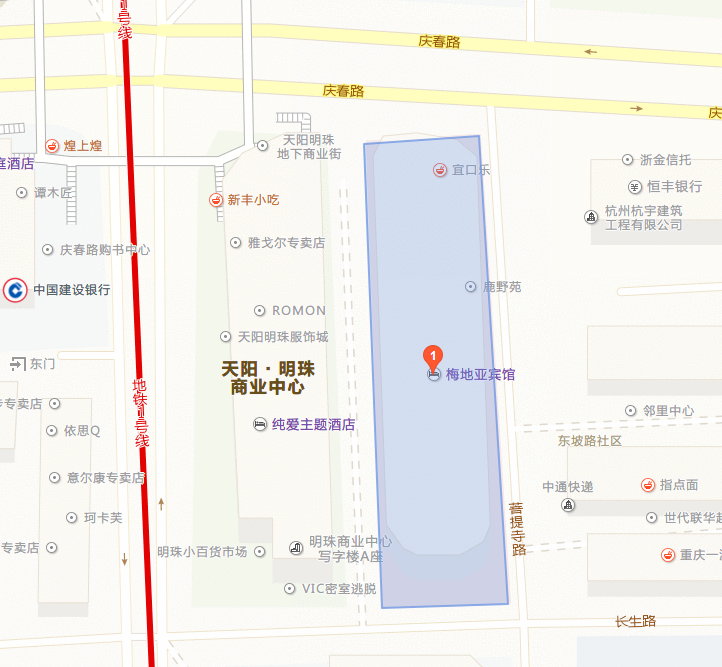 1号线
庆春路
庆春路
庆
煌上煌
庭酒店
天阳明珠
地下商业街
宜口乐
浙金信托
谭木匠
恒丰银行
新丰小吃
杭州杭宇建筑
工程有限公司
庆春路购书中心
雅戈尔专卖店
中国建设银行
鹿野苑
ROMON
天阳明珠服饰城
1
东门
天阳·明珠
商业中心
梅地亚宾馆
地铁1号线
专卖店
邻里中心
依思Q
纯爱主题酒店
东坡路社区
意尔康专卖店
中通快递
指点面
珂卡芙
世代联华超
菩提寺路
专卖店
明珠小百货市场
明珠商业中心
写字楼A座
重庆一
VIC密室逃脱
长生路